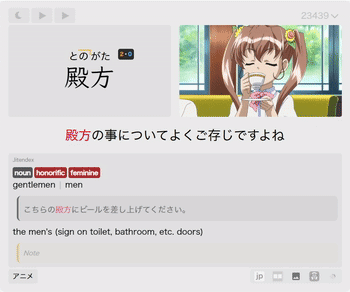 23439
とのがた 2-0
殿方
殿方の事についてよくご存じですよね
Jitendex
noun honorific feminine
gentlemen | men
こちらの殿方にビールを差し上げてください。
the men's (sign on toilet, bathroom, etc. doors)
Note
アニメ
jp